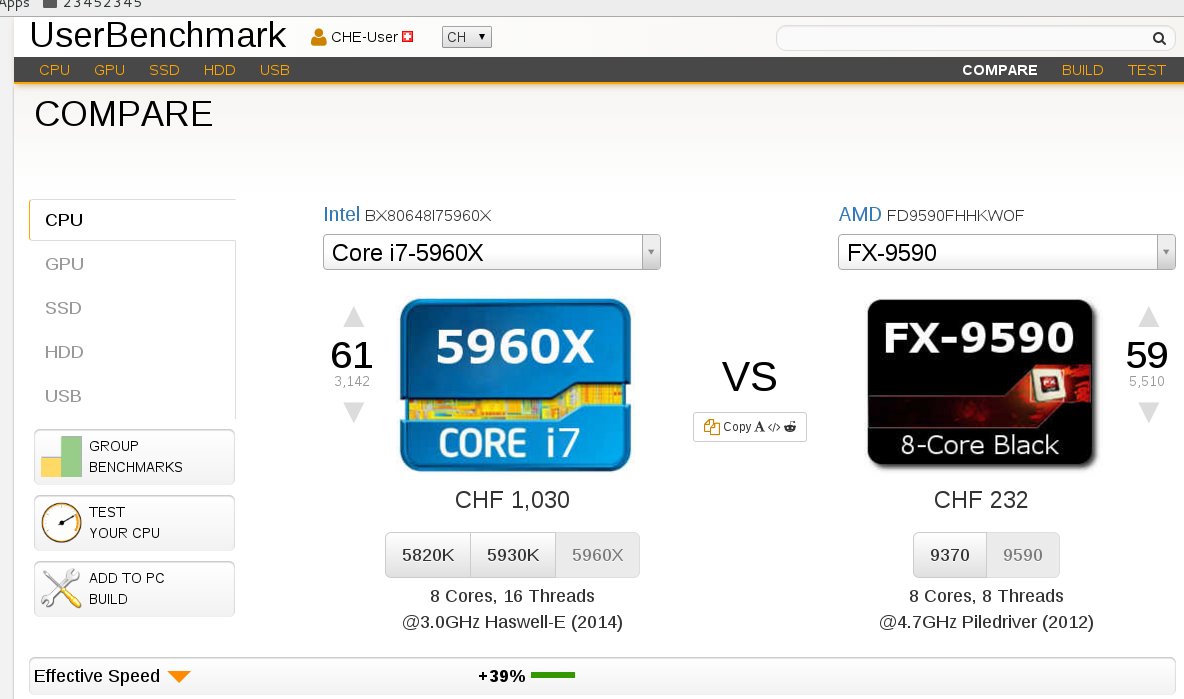 Apps 23452345
UserBenchmark CHE-User CH
CPU GPU SSD HDD USB COMPARE BUILD TEST
COMPARE
CPU
GPU
SSD
HDD
USB
GROUP
BENCHMARKS
TEST
YOUR CPU
ADD TO PC
BUILD
Intel BX80648I75960X
Core i7-5960X
61
3,142
5960X
CORE i7
CHF 1,030
5820K 5930K 5960X
8 Cores, 16 Threads
@3.0GHz Haswell-E (2014)
VS
Copy A </>
AMD FD9590FHHKWOF
FX-9590
FX-9590
8-Core Black
59
5,510
CHF 232
9370 9590
8 Cores, 8 Threads
@4.7GHz Piledriver (2012)
Effective Speed +39%